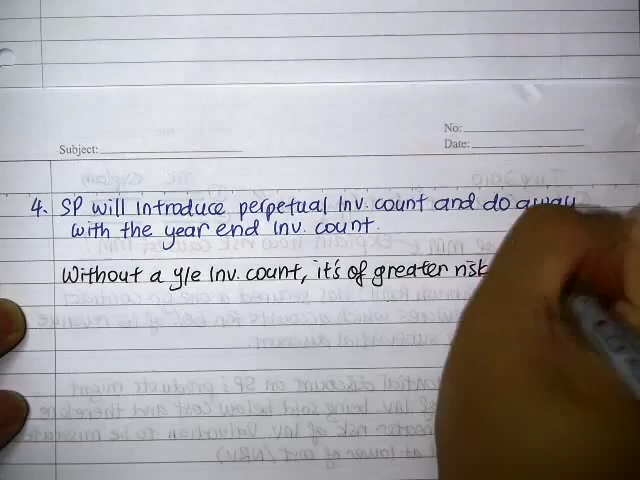 No:
Subject:
Date:
4. SP will introduce perpetual Inv. count and do away
with the year end Inv. count.
Without a y/e Inv. count, it's of greater risk